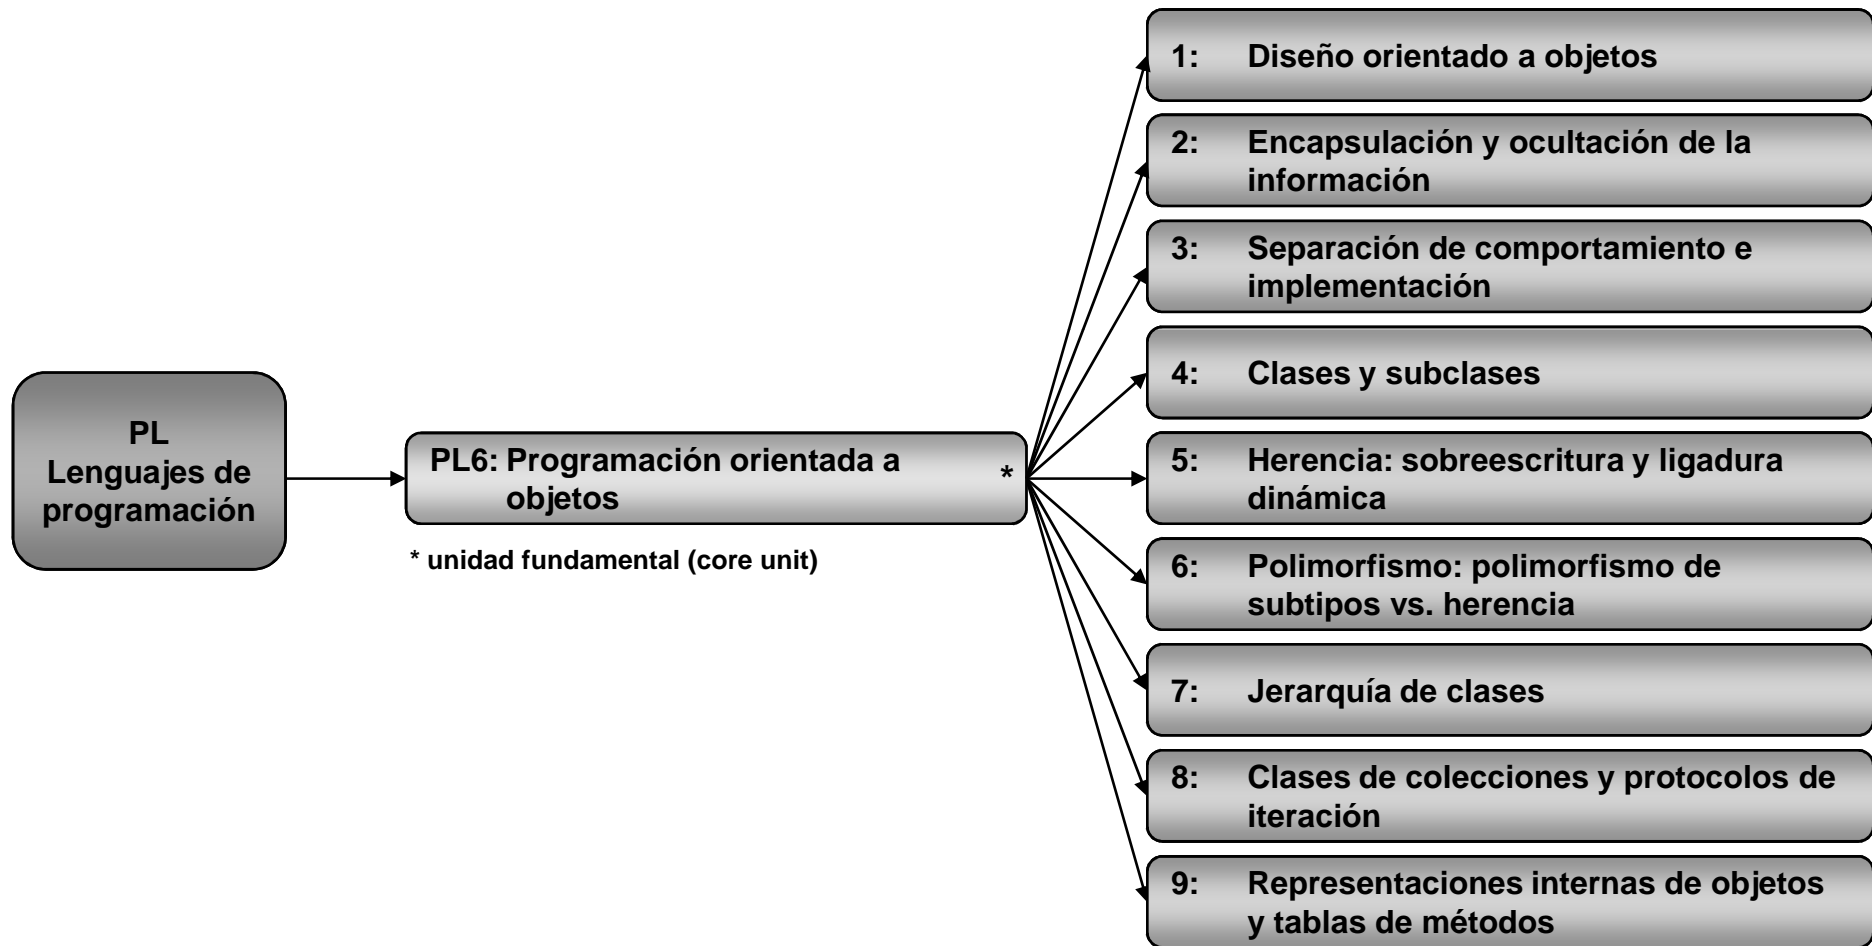 PL
Lenguajes de
programación
PL6: Programación orientada a
objetos
*
* unidad fundamental (core unit)
1: Diseño orientado a objetos
2: Encapsulación y ocultación de la
información
3: Separación de comportamiento e
implementación
4: Clases y subclases
5: Herencia: sobreescritura y ligadura
dinámica
6: Polimorfismo: polimorfismo de
subtipos vs. herencia
7: Jerarquía de clases
8: Clases de colecciones y protocolos de
iteración
9: Representaciones internas de objetos
y tablas de métodos